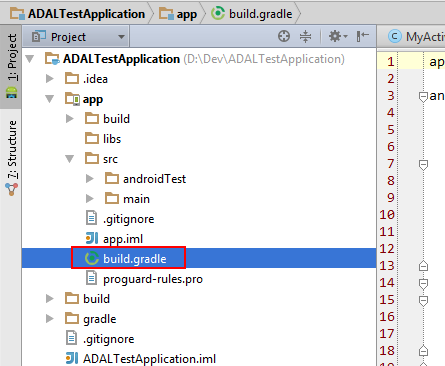 ADALTestApplication app build.gradle
1: Project
7: Structure
Project
MyActiv
ADALTestApplication (D:\Dev\ADALTestApplication)
.idea
app
build
libs
src
androidTest
main
.gitignore
app.iml
build.gradle
proguard-rules.pro
build
gradle
.gitignore
ADALTestApplication.iml
1 ap
3 an
4
5
6
7
8
9
10
11
12
13
14
15
16
17
18
19